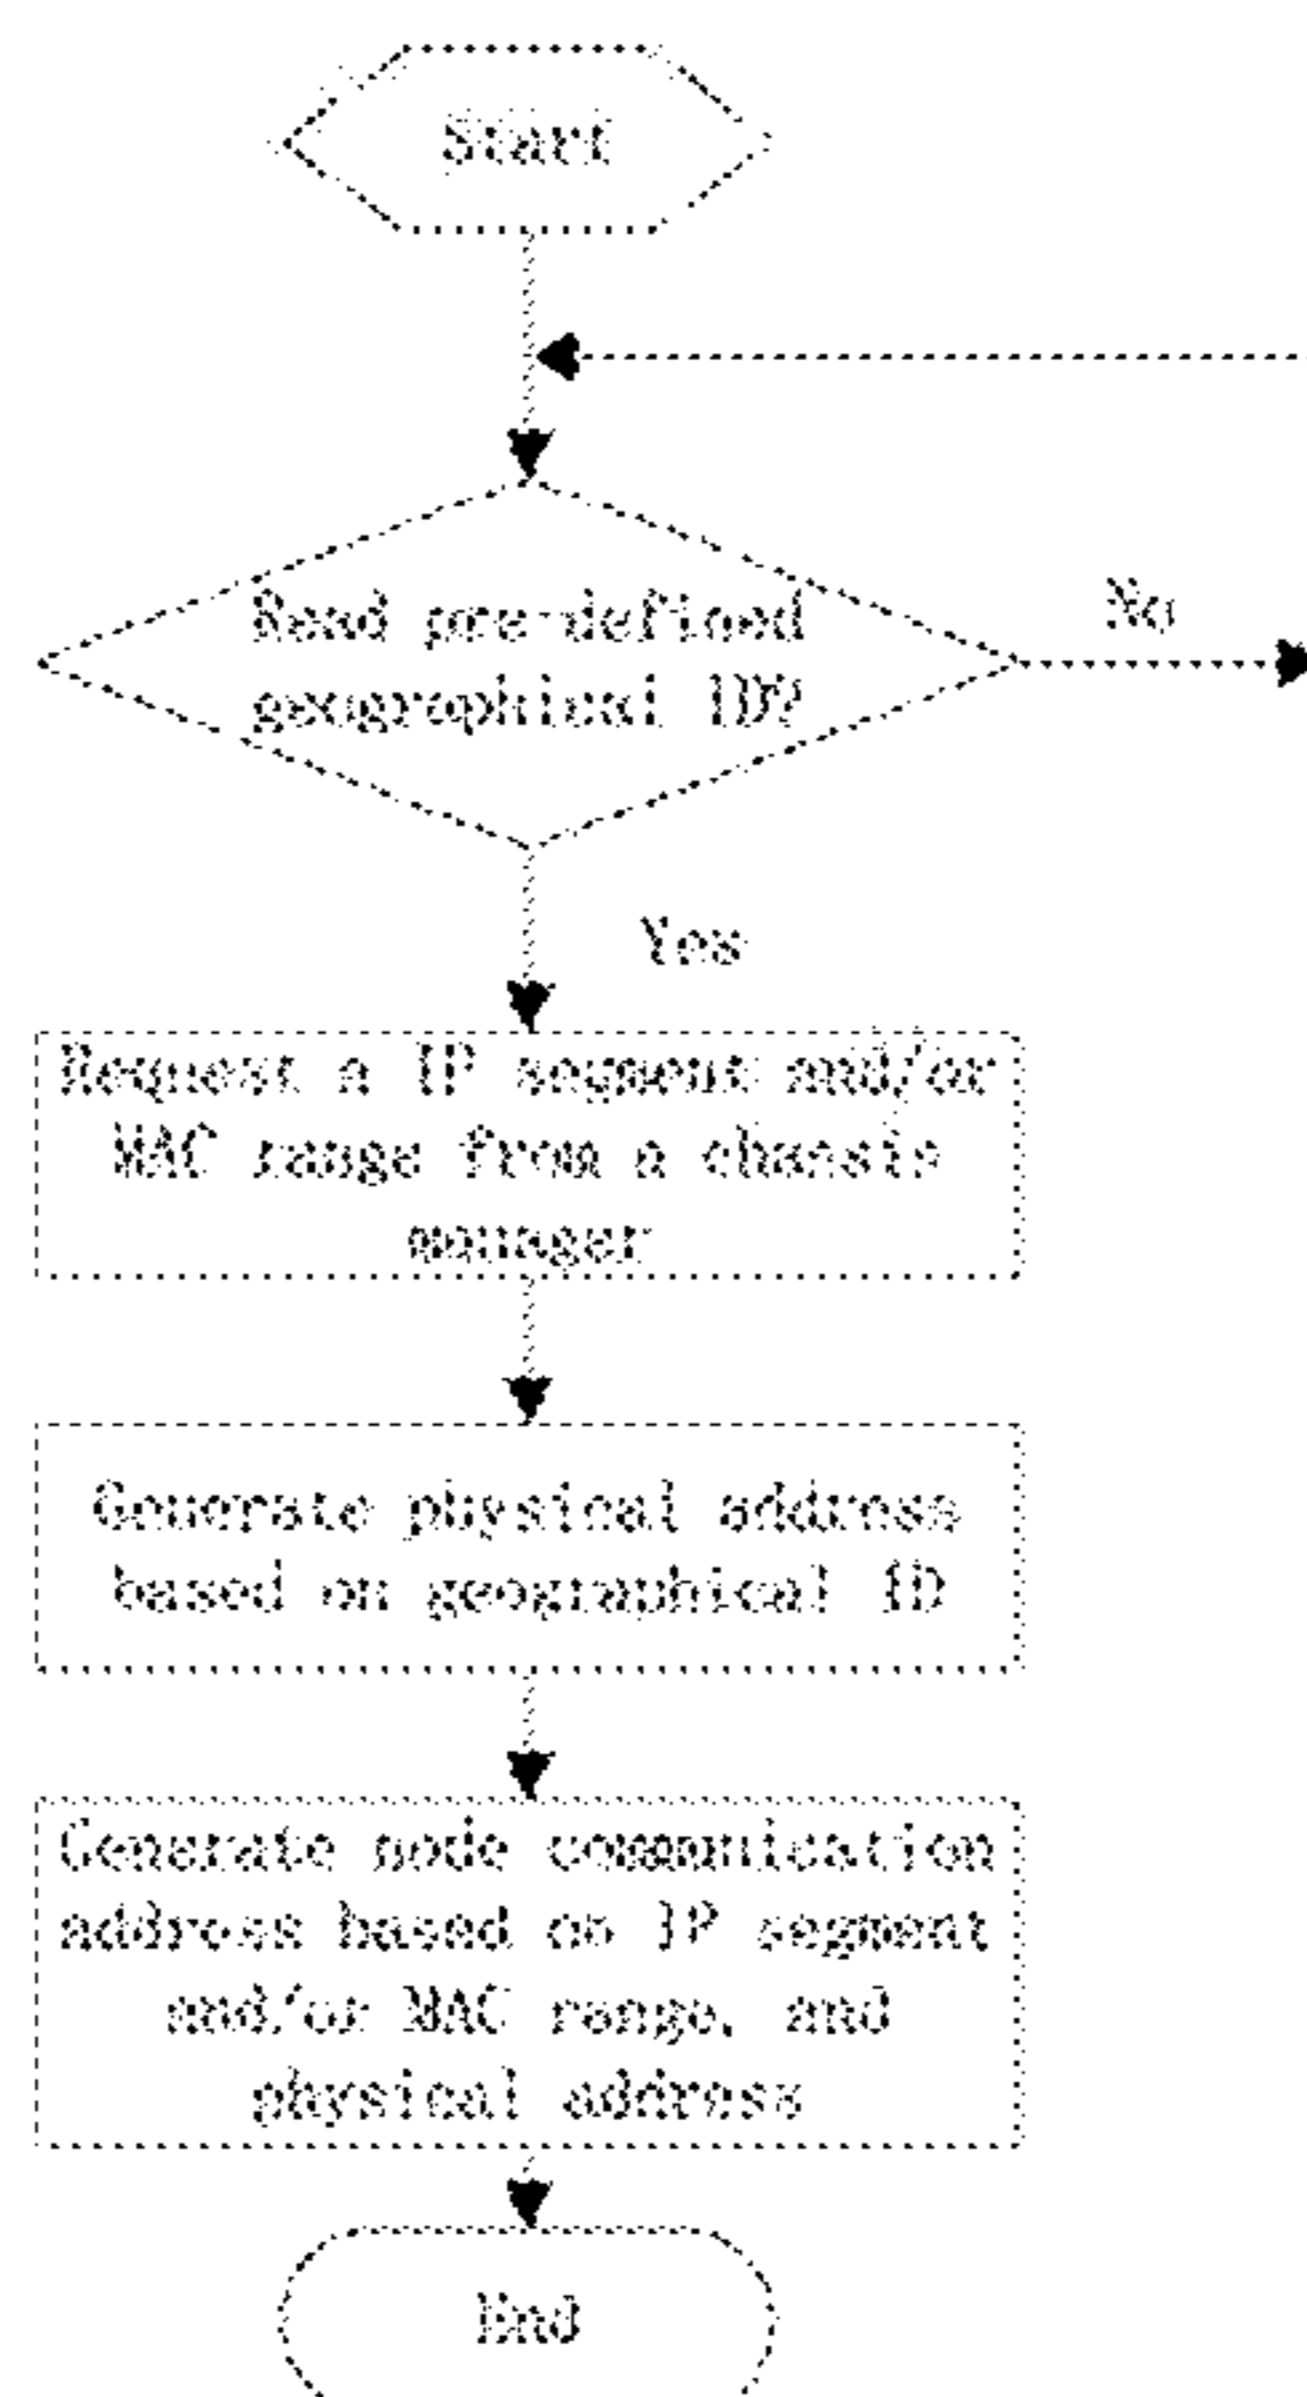 Start
Read pre-defined
geographical ID?
No
Yes
Request a IP segment and/or
MAC range from a chassis
manager
Generate physical address
based on geographical ID
Generate node communication
address based on IP segment
and/or MAC range, and
physical address
End